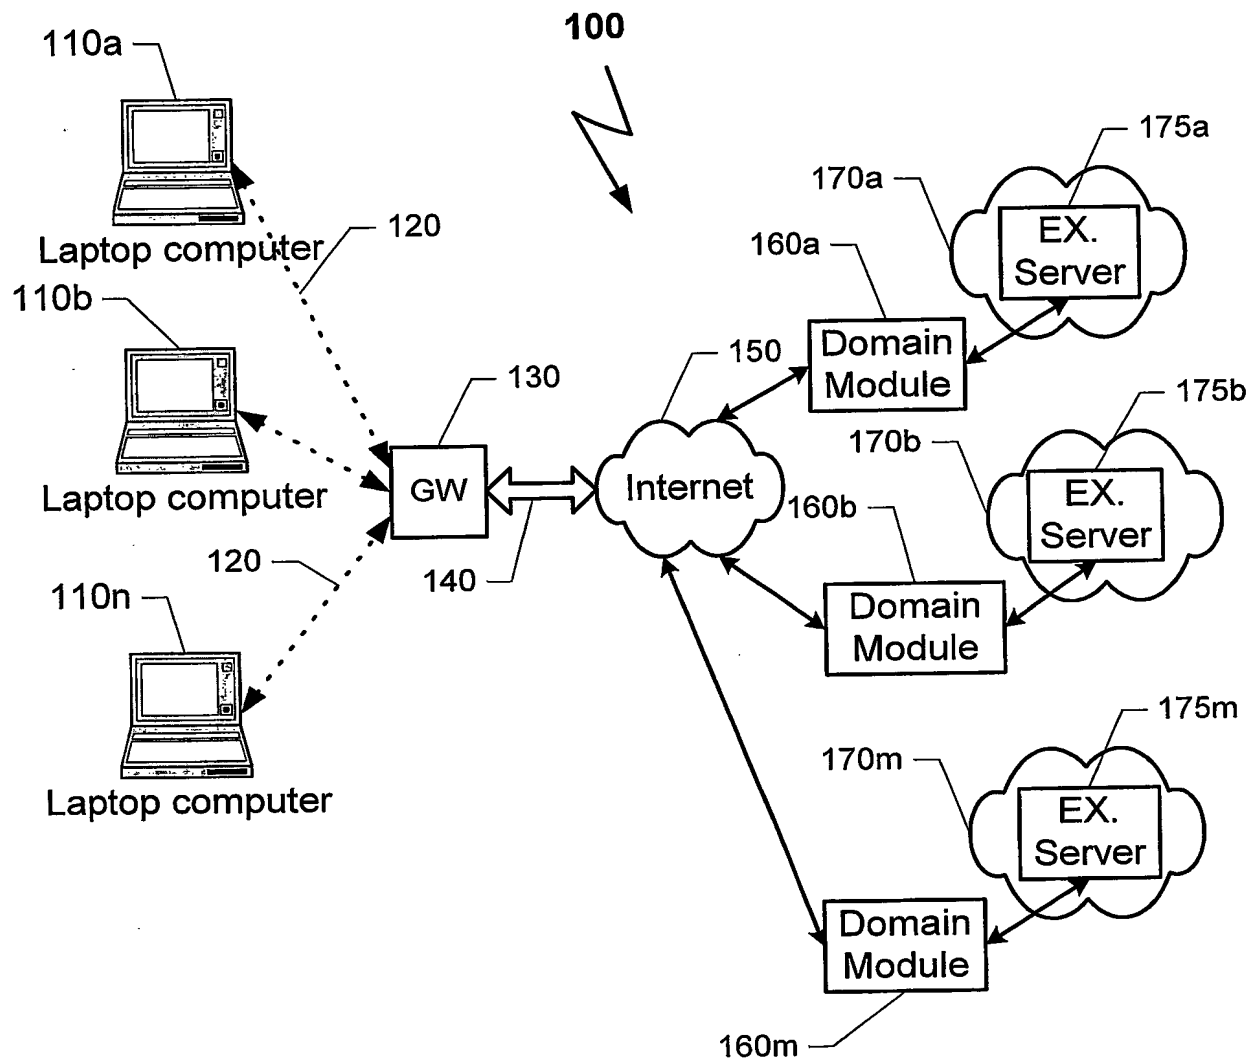 100
110a
Laptop computer
120
110b
Laptop computer
120
110n
Laptop computer
130
GW
140
150
Internet
160a
Domain
Module
170a
175a
EX.
Server
160b
Domain
Module
170b
175b
EX.
Server
160m
Domain
Module
170m
175m
EX.
Server